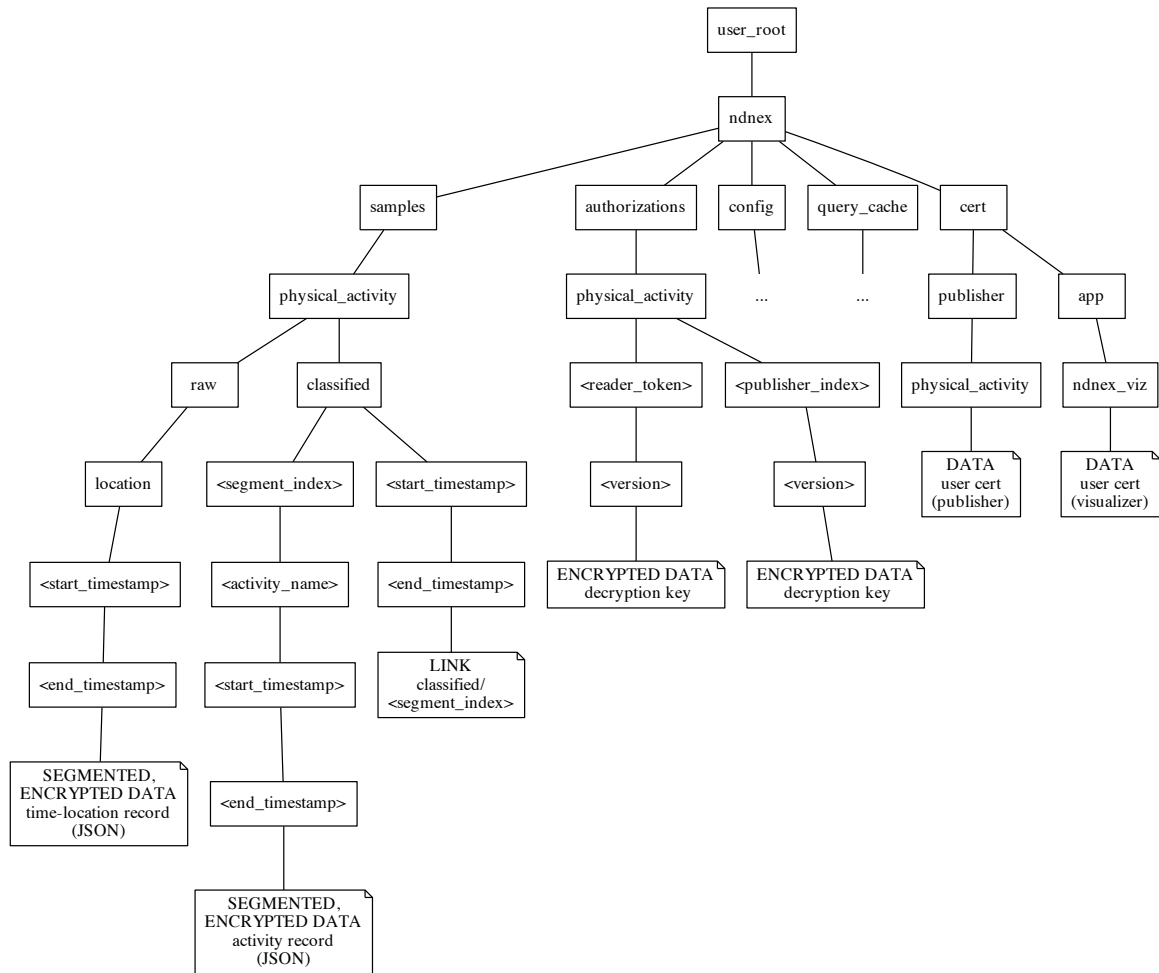 user_root
ndnex
samples
authorizations
config
query_cache
cert
physical_activity
physical_activity
...
...
publisher
app
raw
classified
<reader_token>
<publisher_index>
physical_activity
ndnex_viz
location
<segment_index>
<start_timestamp>
<version>
<version>
DATA
user cert
(publisher)
DATA
user cert
(visualizer)
<start_timestamp>
<activity_name>
<end_timestamp>
ENCRYPTED DATA
decryption key
ENCRYPTED DATA
decryption key
<end_timestamp>
<start_timestamp>
LINK
classified/
<segment_index>
SEGMENTED,
ENCRYPTED DATA
time-location record
(JSON)
<end_timestamp>
SEGMENTED,
ENCRYPTED DATA
activity record
(JSON)